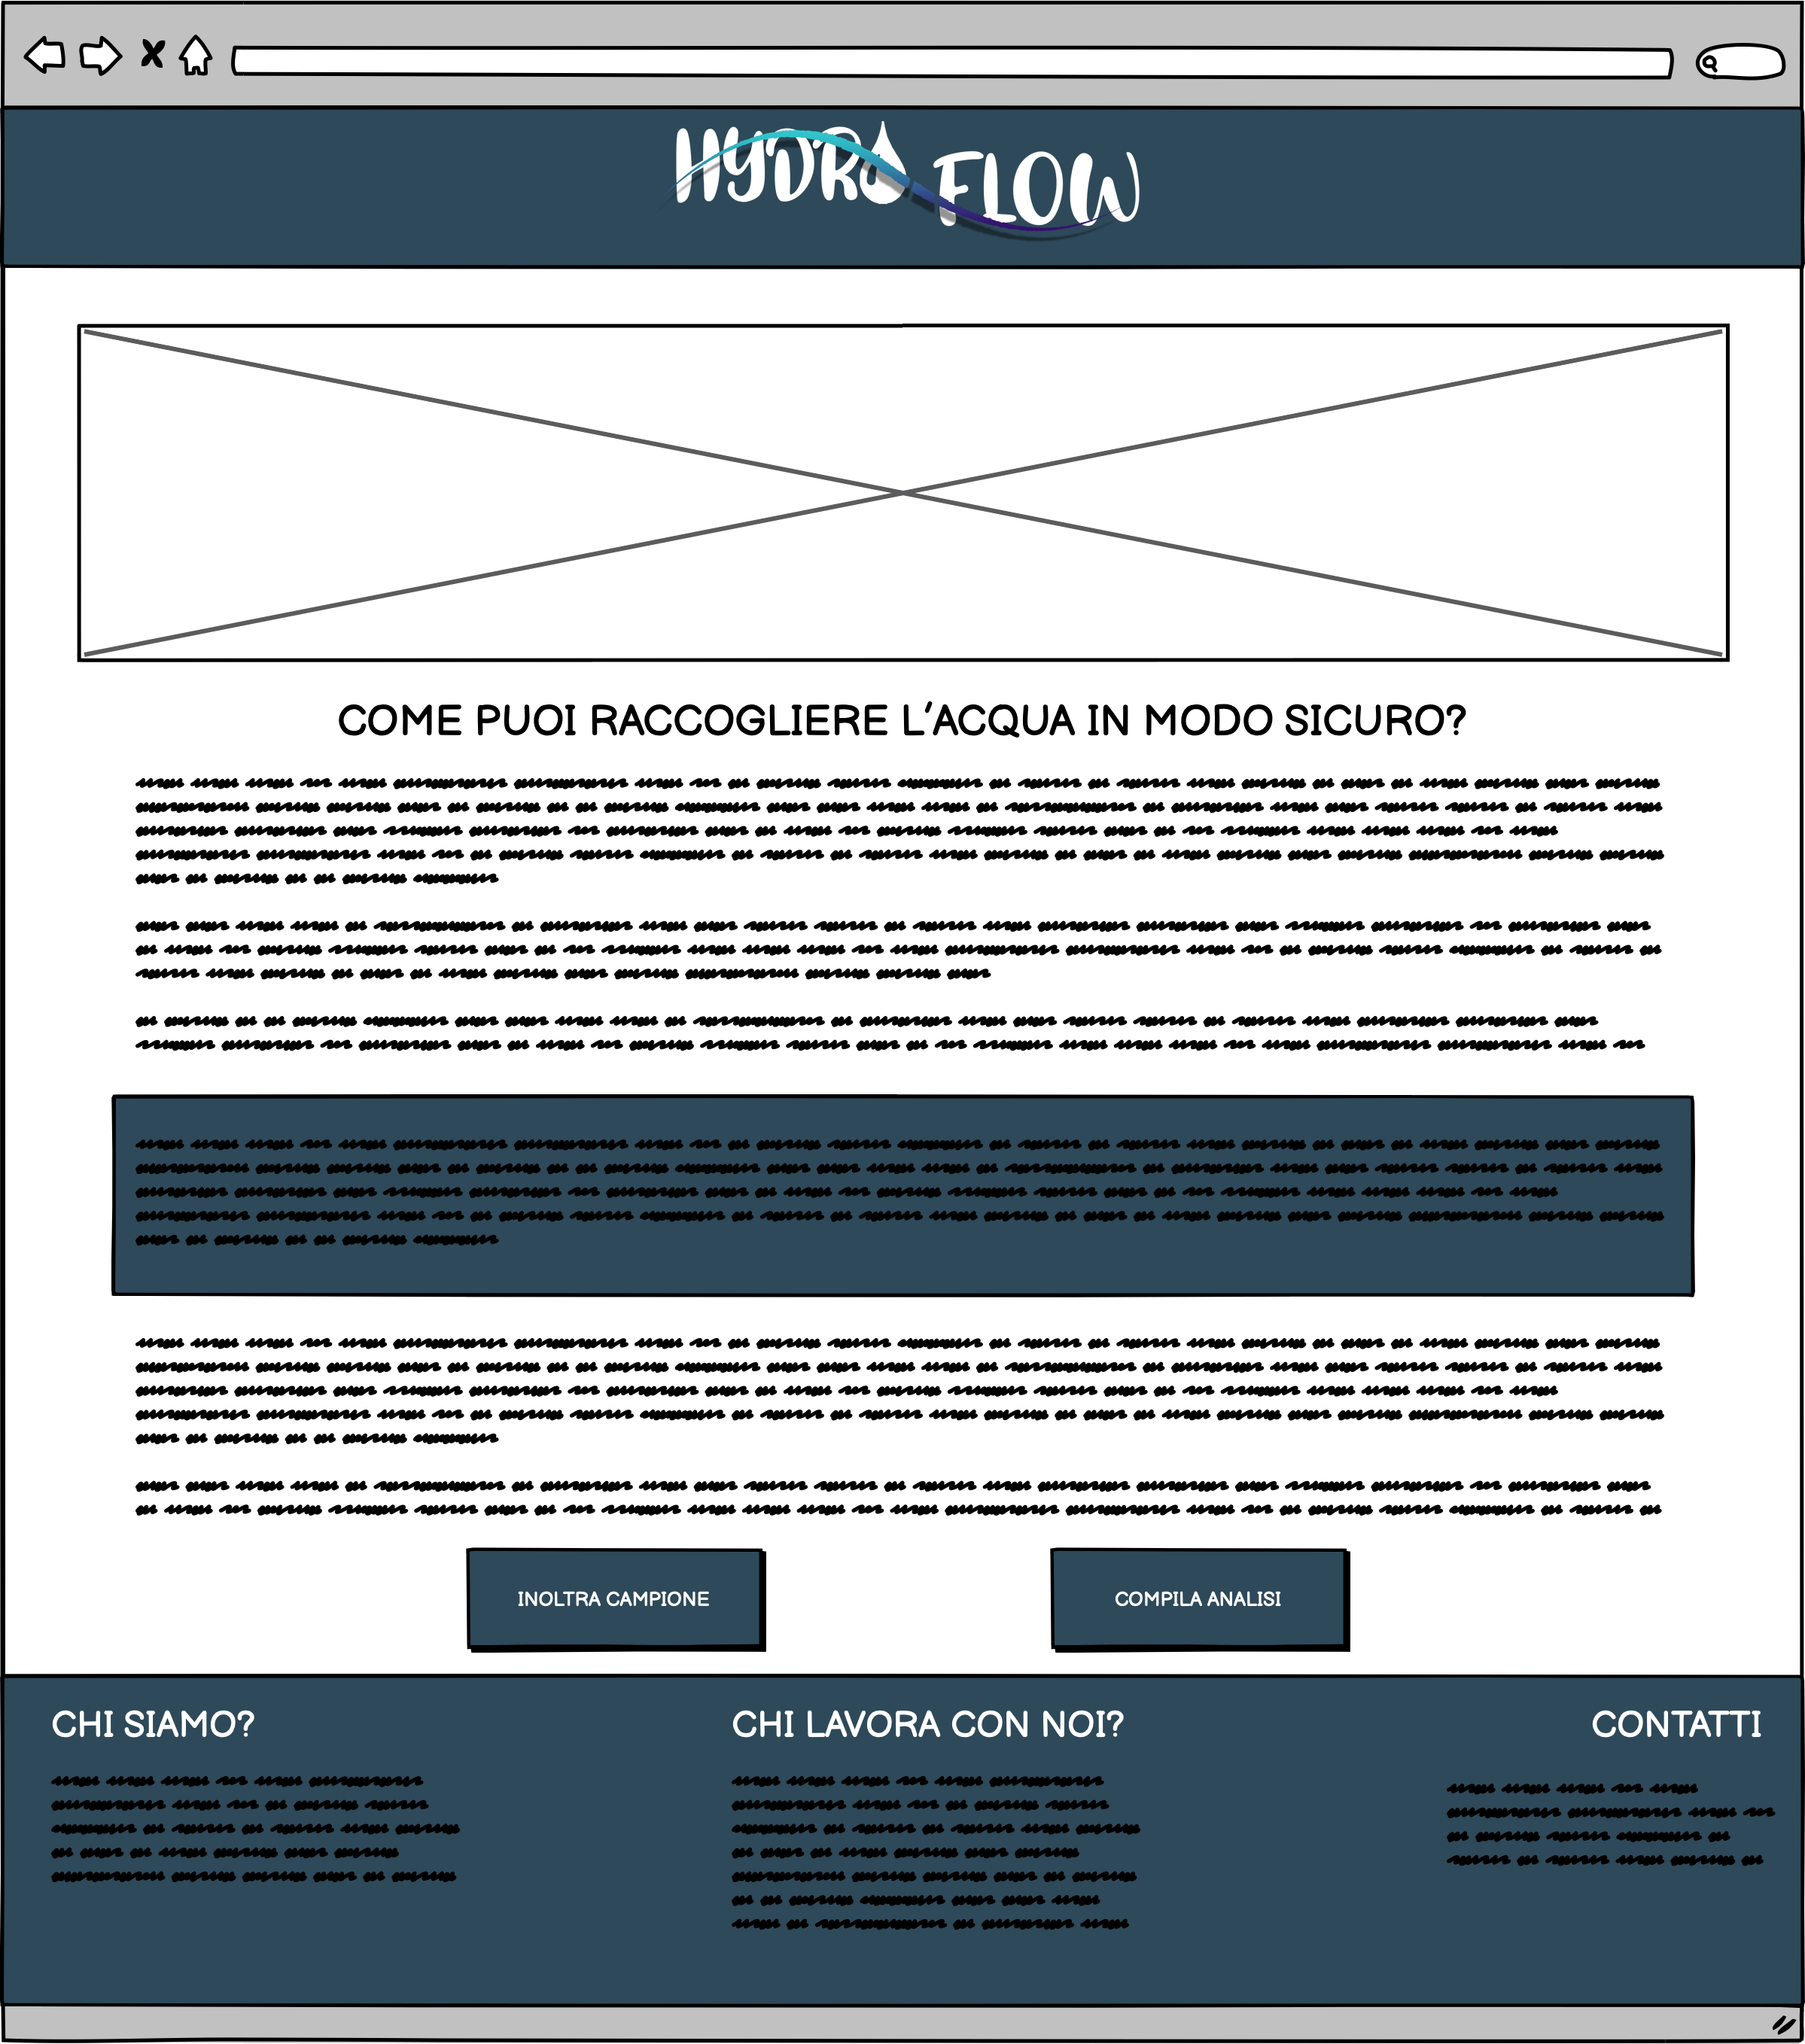 HYDRO FLOW
COME PUOI RACCOGLIERE L'ACQUA IN MODO SICURO?
INOLTRA CAMPIONE
COMPILA ANALISI
CHI SIAMO?
CHI LAVORA CON NOI?
CONTATTI